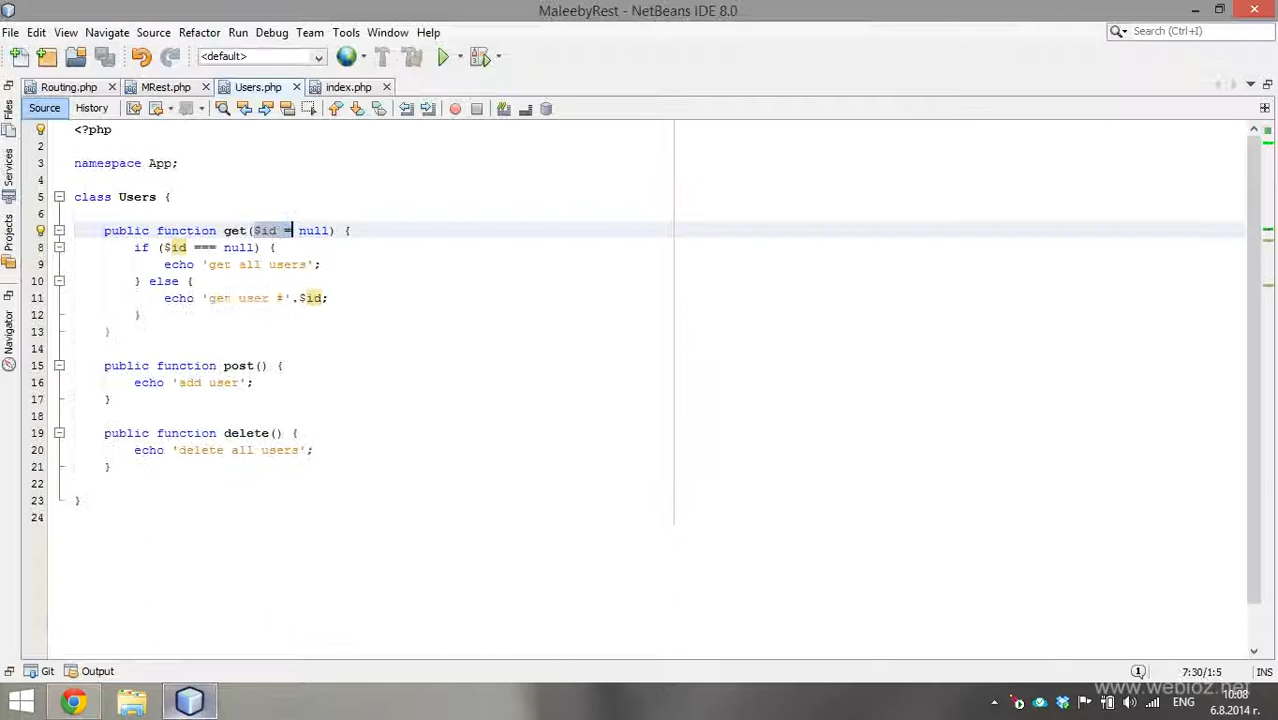 MaleebyRest - NetBeans IDE 8.0
File Edit View Navigate Source Refactor Run Debug Team Tools Window Help
Search (Ctrl+I)
<default>
Routing.php MRest.php Users.php index.php
Source History
Files
Services
Projects
Navigator
<?php
2
3 namespace App;
4
5 class Users {
6
public function get($id = null) {
8 if ($id === null) {
9 echo 'get all users';
10 } else {
11 echo 'get user #'.$id;
12 }
13 }
14
15 public function post() {
16 echo 'add user';
17 }
18
19 public function delete() {
20 echo 'delete all users';
21 }
22
23 }
24
Git Output
1 7:30/1:5 INS
www.webloz.net
ENG 10:08
6.8.2014 г.